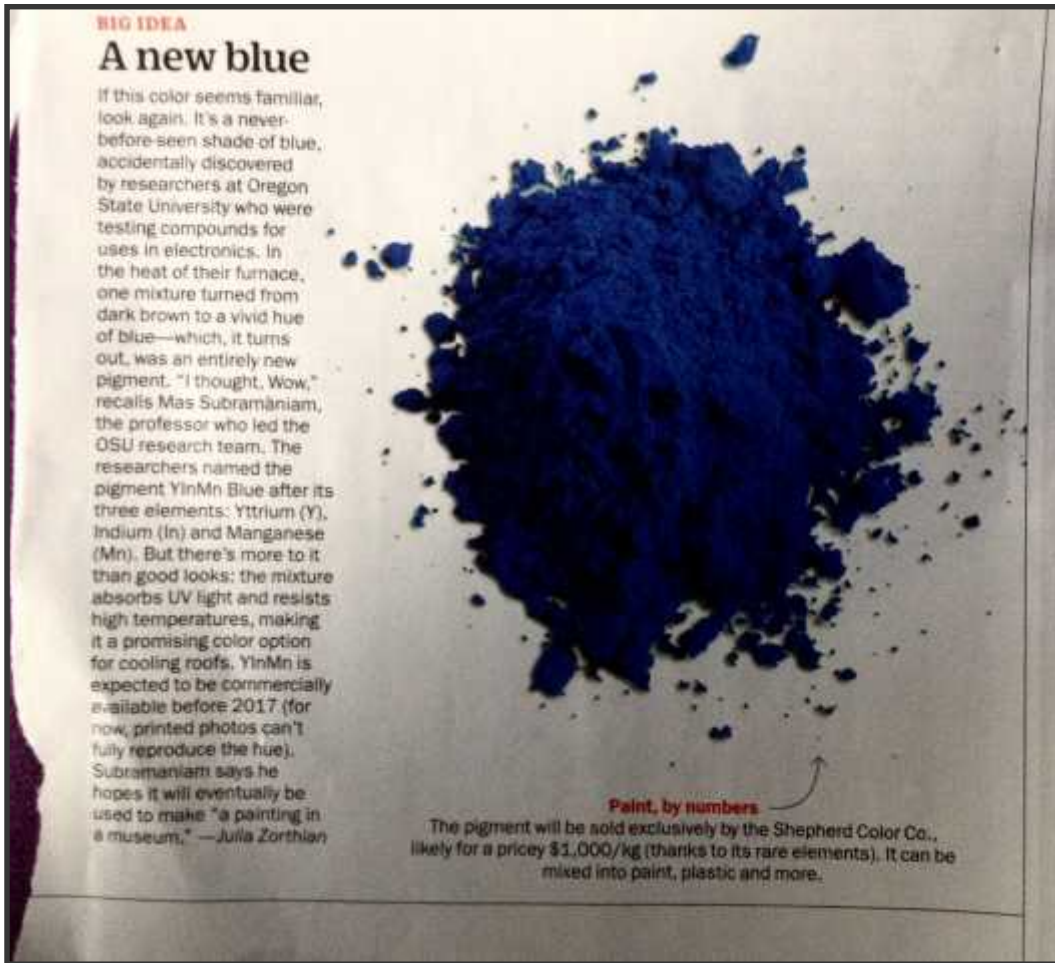 BIG IDEA
A new blue
If this color seems familiar,
look again. It's a never-
before-seen shade of blue,
accidentally discovered
by researchers at Oregon
State University who were
testing compounds for
uses in electronics. In
the heat of their furnace,
one mixture turned from
dark brown to a vivid hue
of blue—which, it turns
out, was an entirely new
pigment. "I thought, Wow,"
recalls Mas Subramaniam,
the professor who led the
OSU research team. The
researchers named the
pigment YInMn Blue after its
three elements: Yttrium (Y),
Indium (In) and Manganese
(Mn). But there's more to it
than good looks: the mixture
absorbs UV light and resists
high temperatures, making
it a promising color option
for cooling roofs. YInMn is
expected to be commercially
available before 2017 (for
now, printed photos can't
fully reproduce the hue).
Subramaniam says he
hopes it will eventually be
used to make "a painting in
a museum." —Julia Zorthian
Paint, by numbers
The pigment will be sold exclusively by the Shepherd Color Co.,
likely for a pricey $1,000/kg (thanks to its rare elements). It can be
mixed into paint, plastic and more.